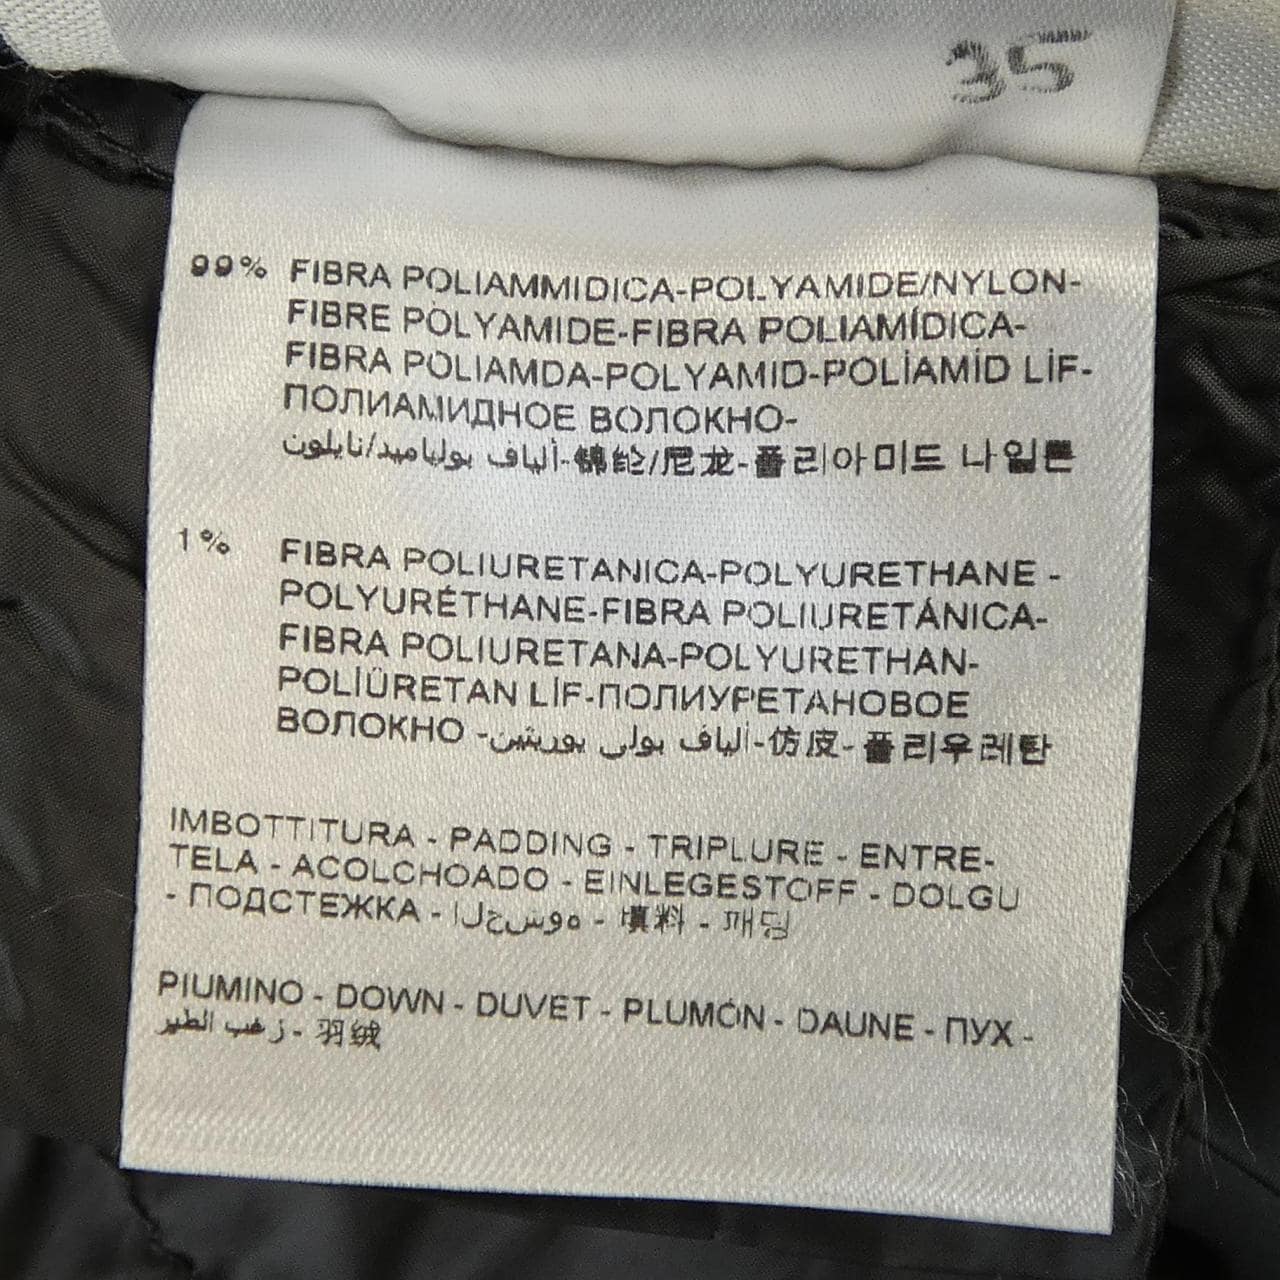 35
99% FIBRA POLIAMMIDICA-POLYAMIDE/NYLON-
FIBRE POLYAMIDE-FIBRA POLIAMÍDICA-
FIBRA POLIAMDA-POLYAMID-POLİAMİD LİF-
ПОЛИАМИДНОЕ ВОЛОКНО-
ألياف بولياميد/نايلون-锦纶/尼龙-폴리아미드 나일론
1% FIBRA POLIURETANICA-POLYURETHANE -
POLYURÉTHANE-FIBRA POLIURETÁNICA-
FIBRA POLIURETANA-POLYURETHAN-
POLİÜRETAN LİF-ПОЛИУРЕТАНОВОЕ
ВОЛОКНО -ألياف بولي يوريثين-仿皮-폴리우레탄
IMBOTTITURA - PADDING - TRIPLURE - ENTRE-
TELA - ACOLCHOADO - EINLEGESTOFF - DOLGU
- ПОДСТЕЖКА - الحشوه - 填料 - 패딩
PIUMINO - DOWN - DUVET - PLUMÓN - DAUNE - ПУХ -
زغب الطير - 羽绒